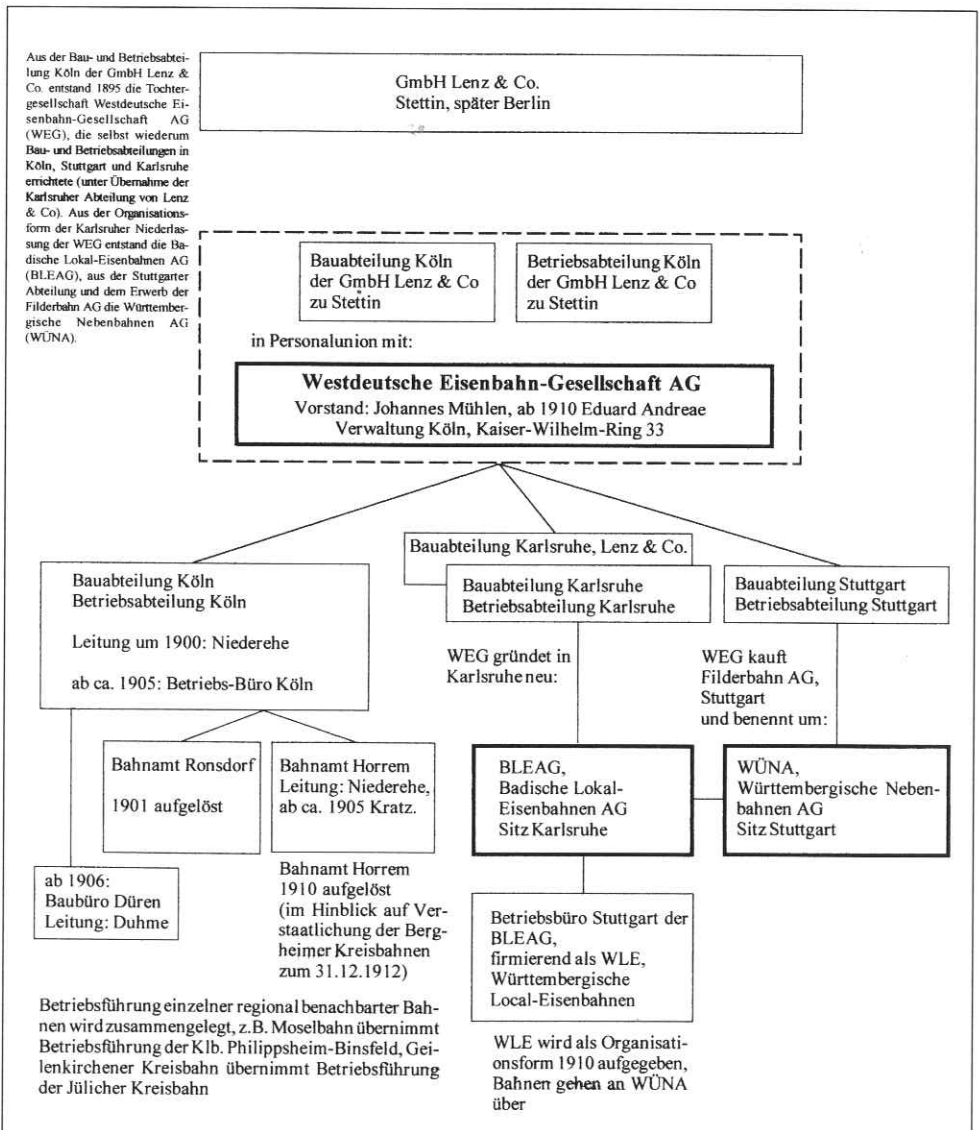 Aus der Bau- und Betriebsabtei-
lung Köln der GmbH Lenz &
Co. entstand 1895 die Tochter-
gesellschaft Westdeutsche Ei-
senbahn-Gesellschaft AG
(WEG), die selbst wiederum
Bau- und Betriebsabteilungen in
Köln, Stuttgart und Karlsruhe
errichtete (unter Übernahme der
Karlsruher Abteilung von Lenz
& Co). Aus der Organisations-
form der Karlsruher Niederlas-
sung der WEG entstand die Ba-
dische Lokal-Eisenbahnen AG
(BLEAG), aus der Stuttgarter
Abteilung und dem Erwerb der
Filderbahn AG die Württember-
gische Nebenbahnen AG
(WÜNA).
GmbH Lenz & Co.
Stettin, später Berlin
Bauabteilung Köln
der GmbH Lenz & Co
zu Stettin
Betriebsabteilung Köln
der GmbH Lenz & Co
zu Stettin
in Personalunion mit:
Westdeutsche Eisenbahn-Gesellschaft AG
Vorstand: Johannes Mühlen, ab 1910 Eduard Andreae
Verwaltung Köln, Kaiser-Wilhelm-Ring 33
Bauabteilung Köln
Betriebsabteilung Köln
Leitung um 1900: Niederehe
ab ca. 1905: Betriebs-Büro Köln
Bauabteilung Karlsruhe, Lenz & Co.
Bauabteilung Karlsruhe
Betriebsabteilung Karlsruhe
Bauabteilung Stuttgart
Betriebsabteilung Stuttgart
WEG gründet in
Karlsruhe neu:
WEG kauft
Filderbahn AG,
Stuttgart
und benennt um:
Bahnamt Ronsdorf
1901 aufgelöst
Bahnamt Horrem
Leitung: Niederehe,
ab ca. 1905 Kratz.
BLEAG,
Badische Lokal-
Eisenbahnen AG
Sitz Karlsruhe
WÜNA,
Württembergische Neben-
bahnen AG
Sitz Stuttgart
ab 1906:
Baubüro Düren
Leitung: Duhme
Bahnamt Horrem
1910 aufgelöst
(im Hinblick auf Ver-
staatlichung der Berg-
heimer Kreisbahnen
zum 31.12.1912)
Betriebsbüro Stuttgart der
BLEAG,
firmierend als WLE,
Württembergische
Local-Eisenbahnen
Betriebsführung einzelner regional benachbarter Bah-
nen wird zusammengelegt, z.B. Moselbahn übernimmt
Betriebsführung der Klb. Philippsheim-Binsfeld, Gei-
lenkirchener Kreisbahn übernimmt Betriebsführung
der Jülicher Kreisbahn
WLE wird als Organisati-
onsform 1910 aufgegeben,
Bahnen gehen an WÜNA
über